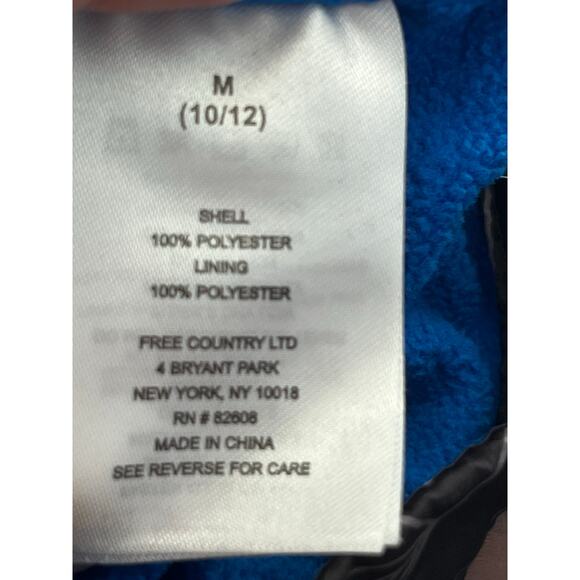 M
(10/12)
SHELL
100% POLYESTER
LINING
100% POLYESTER
FREE COUNTRY LTD
4 BRYANT PARK
NEW YORK, NY 10018
RN # 82608
MADE IN CHINA
SEE REVERSE FOR CARE